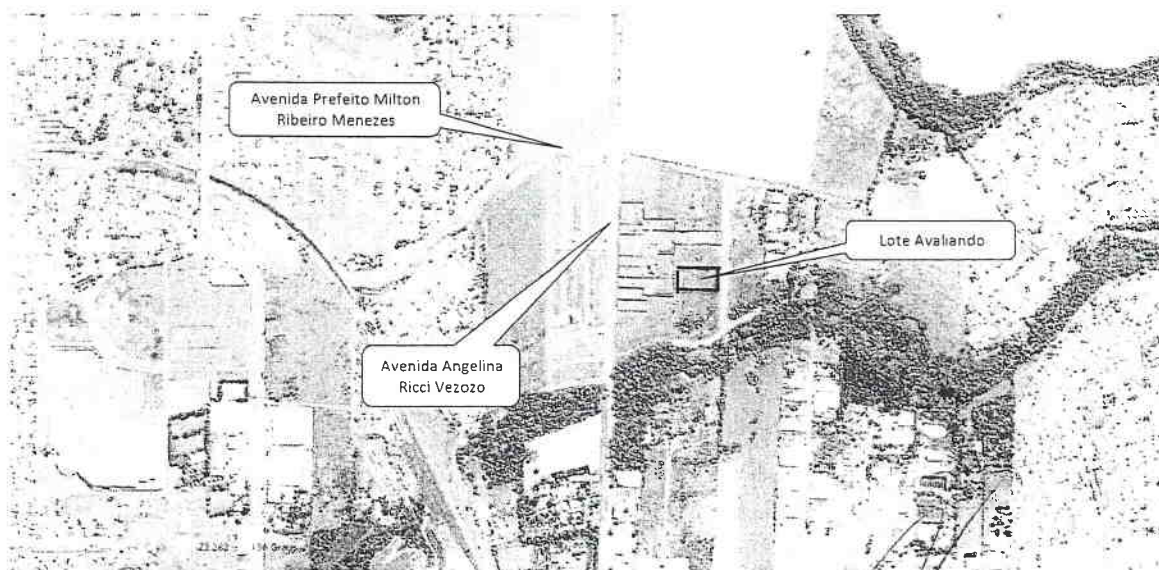 Avenida Prefeito Milton
Ribeiro Menezes
Lote Avaliando
Avenida Angelina
Ricci Vezozo